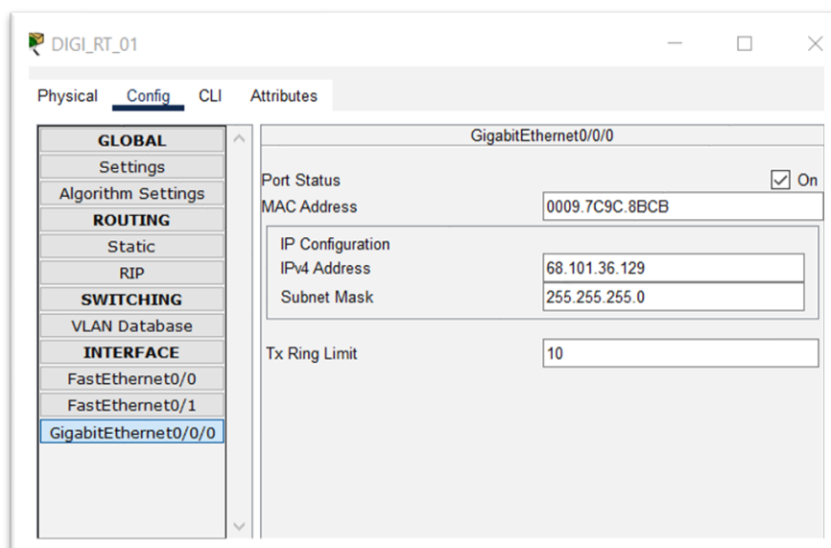 DIGI_RT_01
Physical Config CLI Attributes
GLOBAL
Settings
Algorithm Settings
ROUTING
Static
RIP
SWITCHING
VLAN Database
INTERFACE
FastEthernet0/0
FastEthernet0/1
GigabitEthernet0/0/0
GigabitEthernet0/0/0
Port Status On
MAC Address 0009.7C9C.8BCB
IP Configuration
IPv4 Address 68.101.36.129
Subnet Mask 255.255.255.0
Tx Ring Limit 10